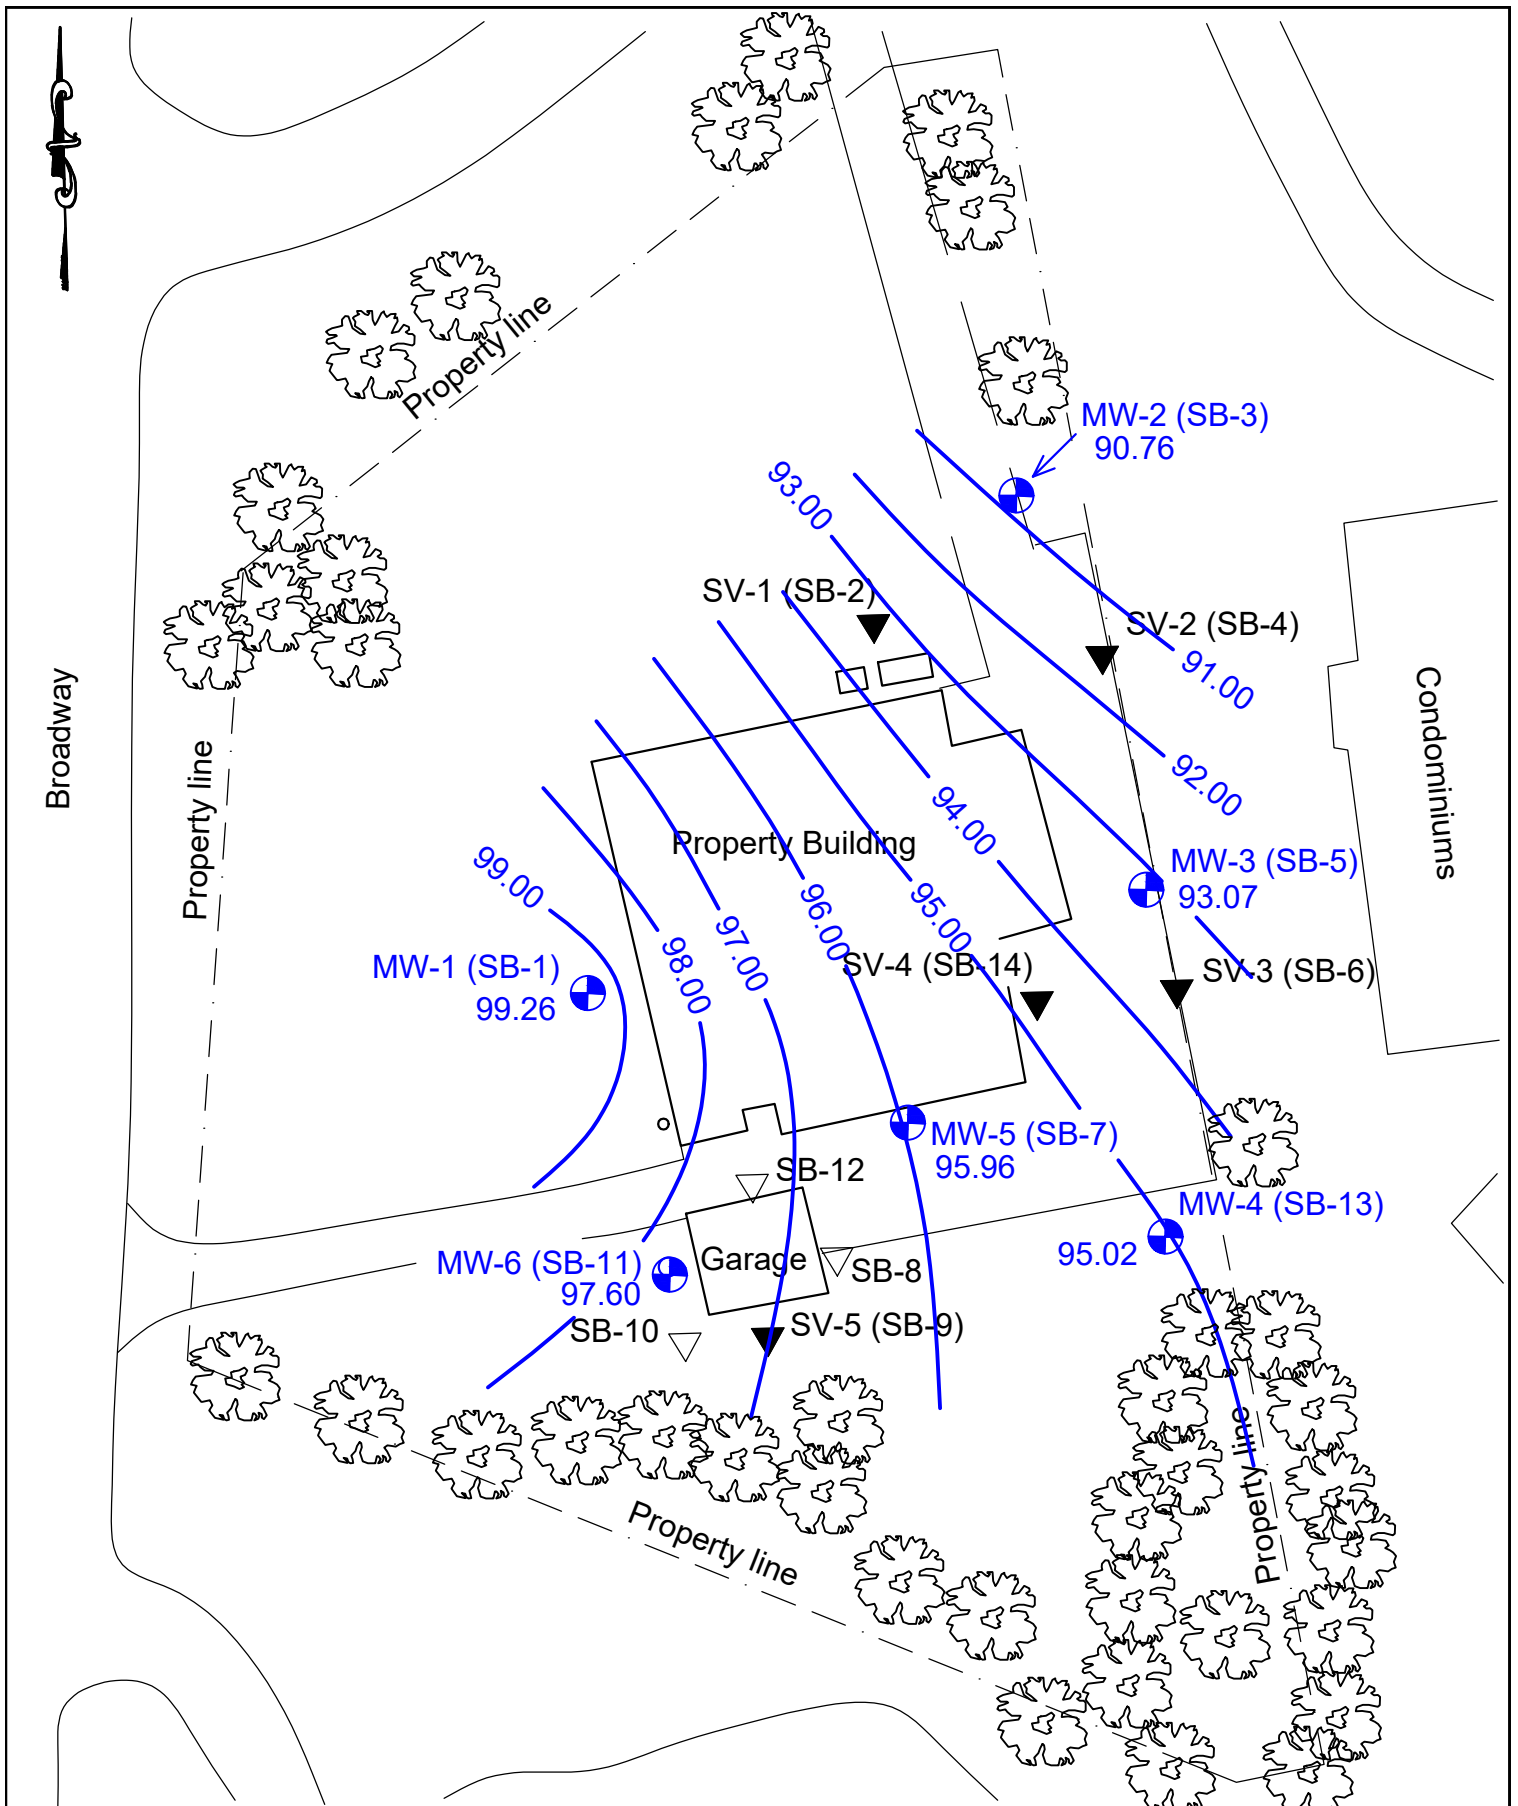 Property line
MW-2 (SB-3)
90.76
93.00
SV-1 (SB-2)
SV-2 (SB-4)
91.00
Broadway
Property line
Condominiums
92.00
94.00
Property Building
99.00
MW-3 (SB-5)
93.07
96.00
95.00
97.00
98.00
MW-1 (SB-1)
99.26
SV-4 (SB-14)
SV-3 (SB-6)
MW-5 (SB-7)
95.96
SB-12
MW-4 (SB-13)
95.02
MW-6 (SB-11)
97.60
Garage
SB-8
SB-10
SV-5 (SB-9)
Property line
Property line